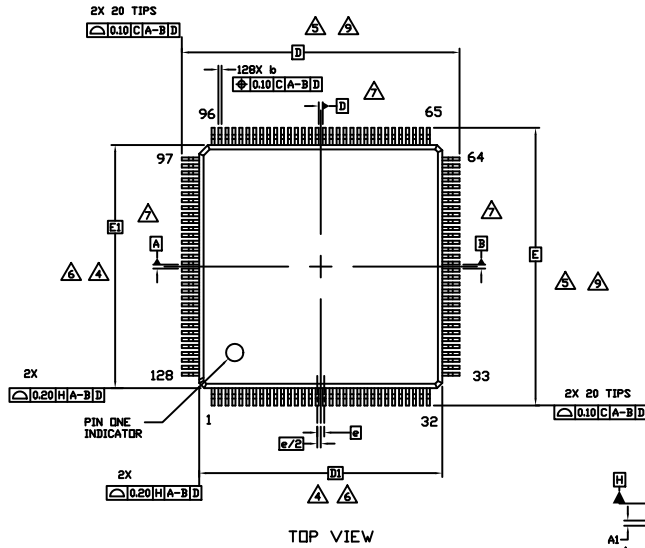 2X 20 TIPS
⌓ 0.10 C A-B D
5 9
D
128X b
⌖ 0.10 C A-B D
D
7
96
65
97
64
E1
7
7
A
B
E
6 4
5 9
2X
⌓ 0.20 H A-B D
128
33
PIN ONE
INDICATOR
1
32
2X 20 TIPS
⌓ 0.10 C A-B D
e
e/2
2X
⌓ 0.20 H A-B D
D1
4 6
H
A1
TOP VIEW